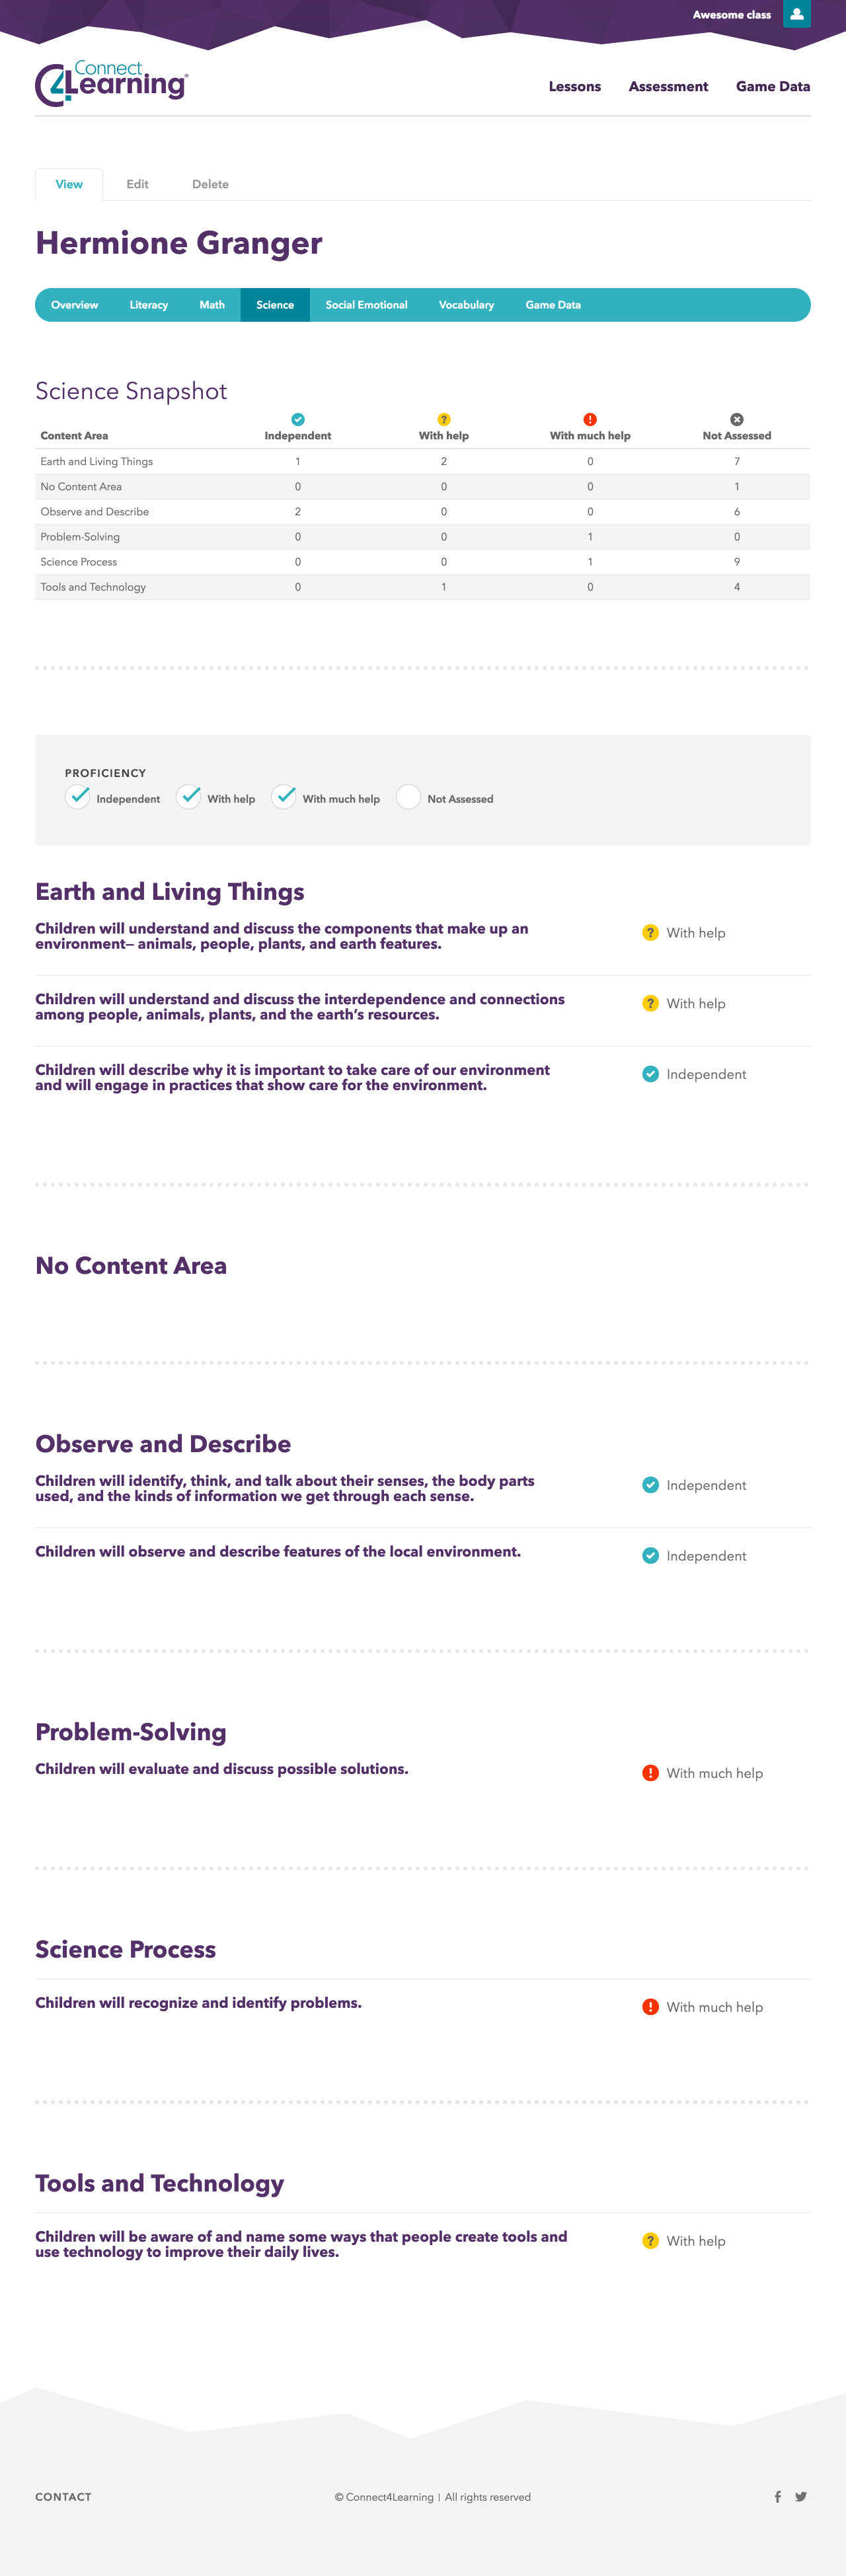 Awesome class
Connect
C4Learning®
Lessons Assessment Game Data
View Edit Delete
Hermione Granger
Overview Literacy Math Science Social Emotional Vocabulary Game Data
Science Snapshot
Content Area Independent With help With much help Not Assessed
Earth and Living Things 1 2 0 7
No Content Area 0 0 0 1
Observe and Describe 2 0 0 6
Problem-Solving 0 0 1 0
Science Process 0 0 1 9
Tools and Technology 0 1 0 4
PROFICIENCY
Independent With help With much help Not Assessed
Earth and Living Things
Children will understand and discuss the components that make up an
environment— animals, people, plants, and earth features.
? With help
Children will understand and discuss the interdependence and connections
among people, animals, plants, and the earth’s resources.
? With help
Children will describe why it is important to take care of our environment
and will engage in practices that show care for the environment.
Independent
No Content Area
Observe and Describe
Children will identify, think, and talk about their senses, the body parts
used, and the kinds of information we get through each sense.
Independent
Children will observe and describe features of the local environment.
Independent
Problem-Solving
Children will evaluate and discuss possible solutions.
! With much help
Science Process
Children will recognize and identify problems.
! With much help
Tools and Technology
Children will be aware of and name some ways that people create tools and
use technology to improve their daily lives.
? With help
CONTACT © Connect4Learning | All rights reserved